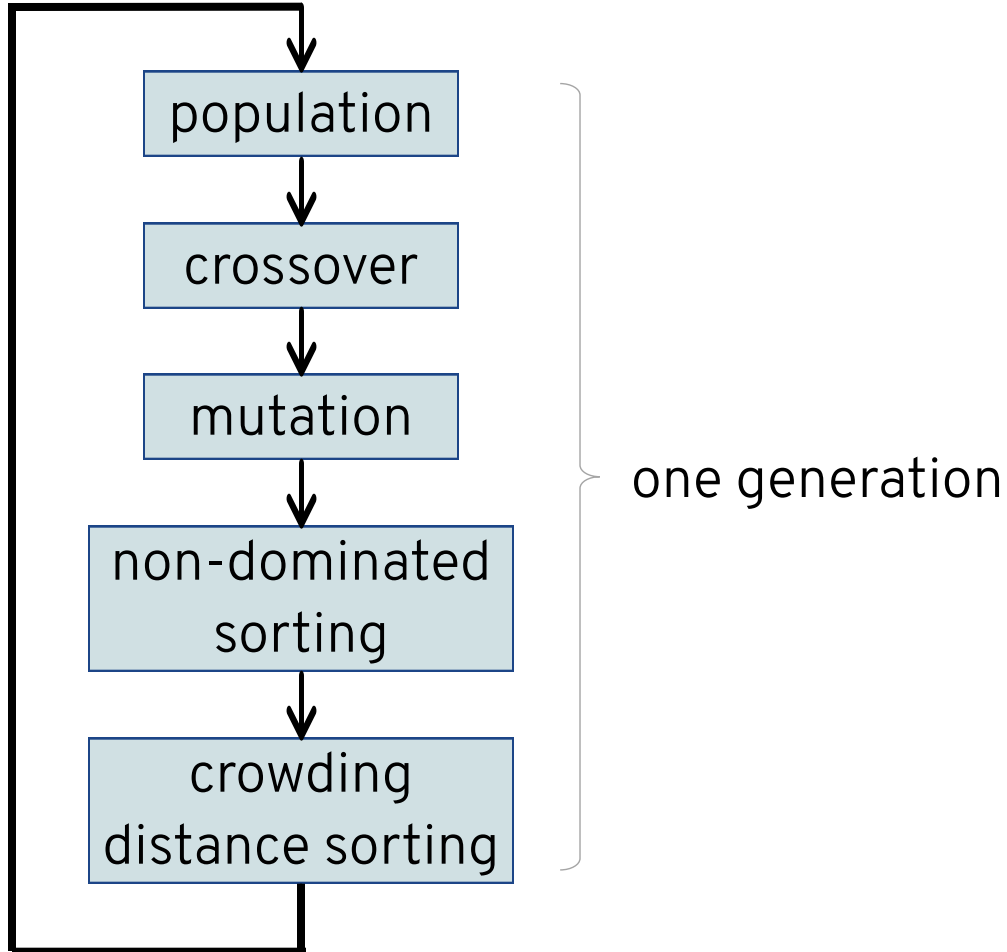 population
crossover
mutation
non-dominated
sorting
one generation
crowding
distance sorting